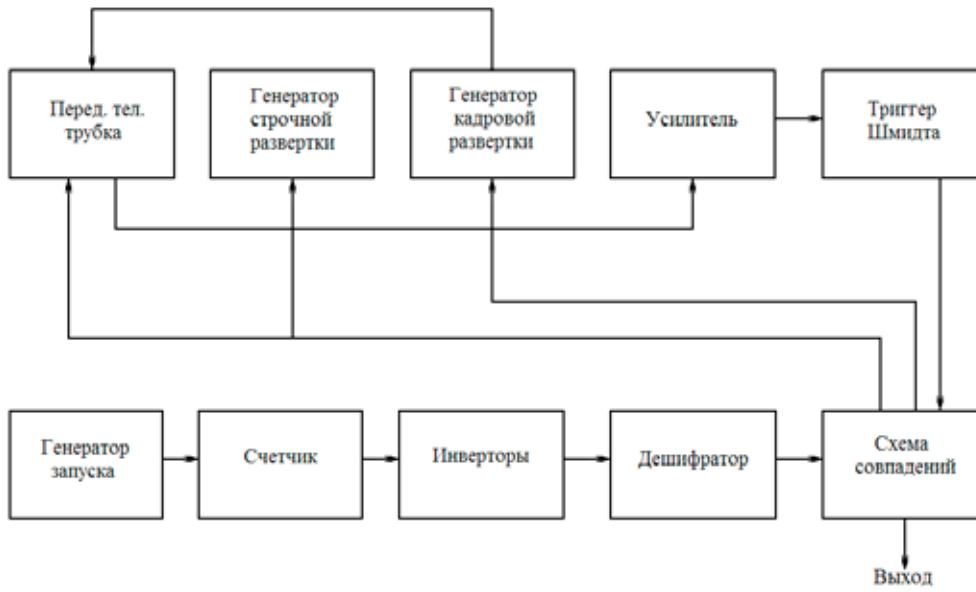 Перед. тел.
трубка
Генератор
строчной
развертки
Генератор
кадровой
развертки
Усилитель
Триггер
Шмидта
Генератор
запуска
Счетчик
Инверторы
Дешифратор
Схема
совпадений
Выход